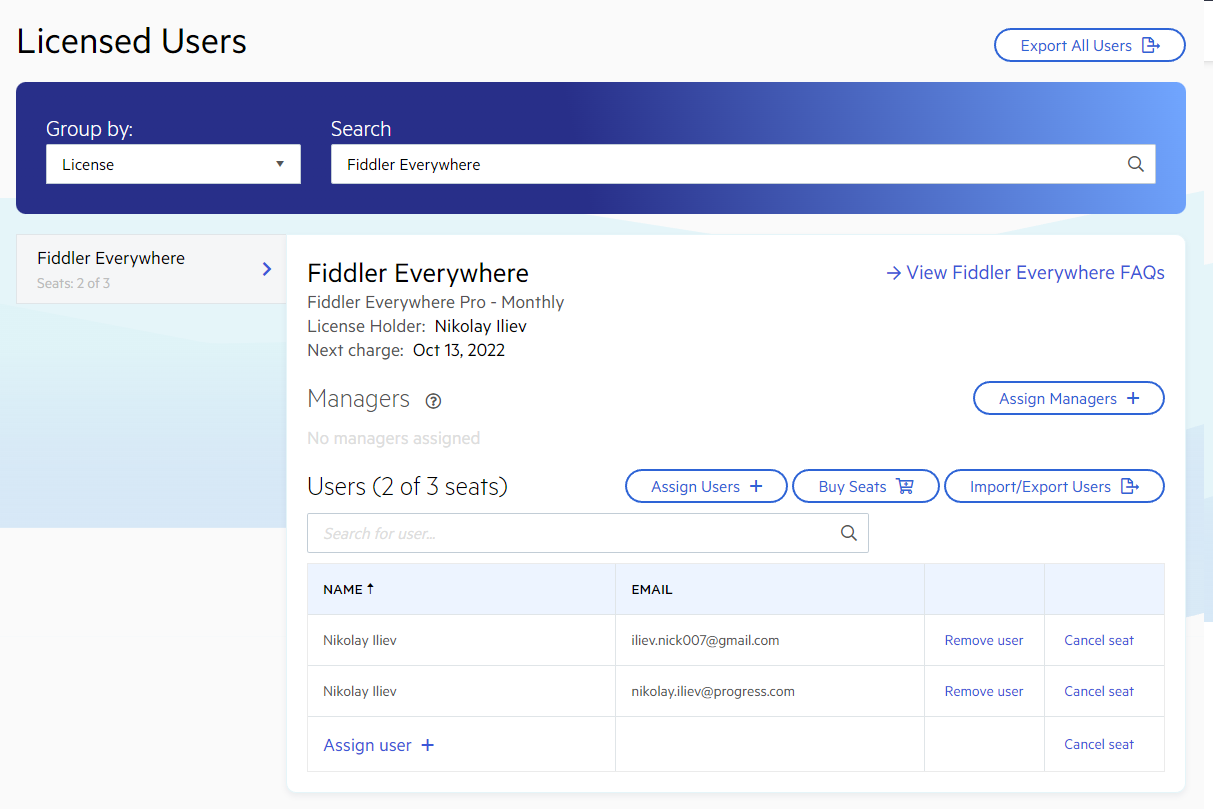 Licensed Users
Export All Users
Group by:
Search
License
Fiddler Everywhere
Fiddler Everywhere
Seats: 2 of 3
Fiddler Everywhere
View Fiddler Everywhere FAQs
Fiddler Everywhere Pro - Monthly
License Holder: Nikolay Iliev
Next charge: Oct 13, 2022
Managers ?
Assign Managers +
No managers assigned
Users (2 of 3 seats)
Assign Users +
Buy Seats
Import/Export Users
Search for user...
NAME EMAIL
Nikolay Iliev iliev.nick007@gmail.com Remove user Cancel seat
Nikolay Iliev nikolay.iliev@progress.com Remove user Cancel seat
Assign user + Cancel seat